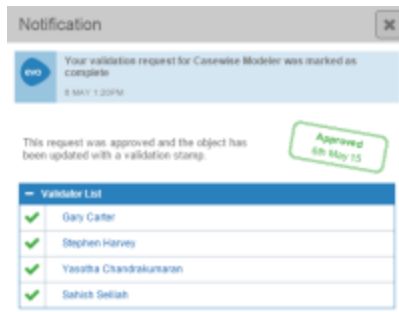 Notification
evo
Your validation request for Casewise Modeler was marked as
complete
8 MAY 1:20PM
This request was approved and the object has
been updated with a validation stamp.
Approved
6th May 15
Validator List
Gary Carter
Stephen Harvey
Yasotha Chandrakumaran
Sahish Selliah